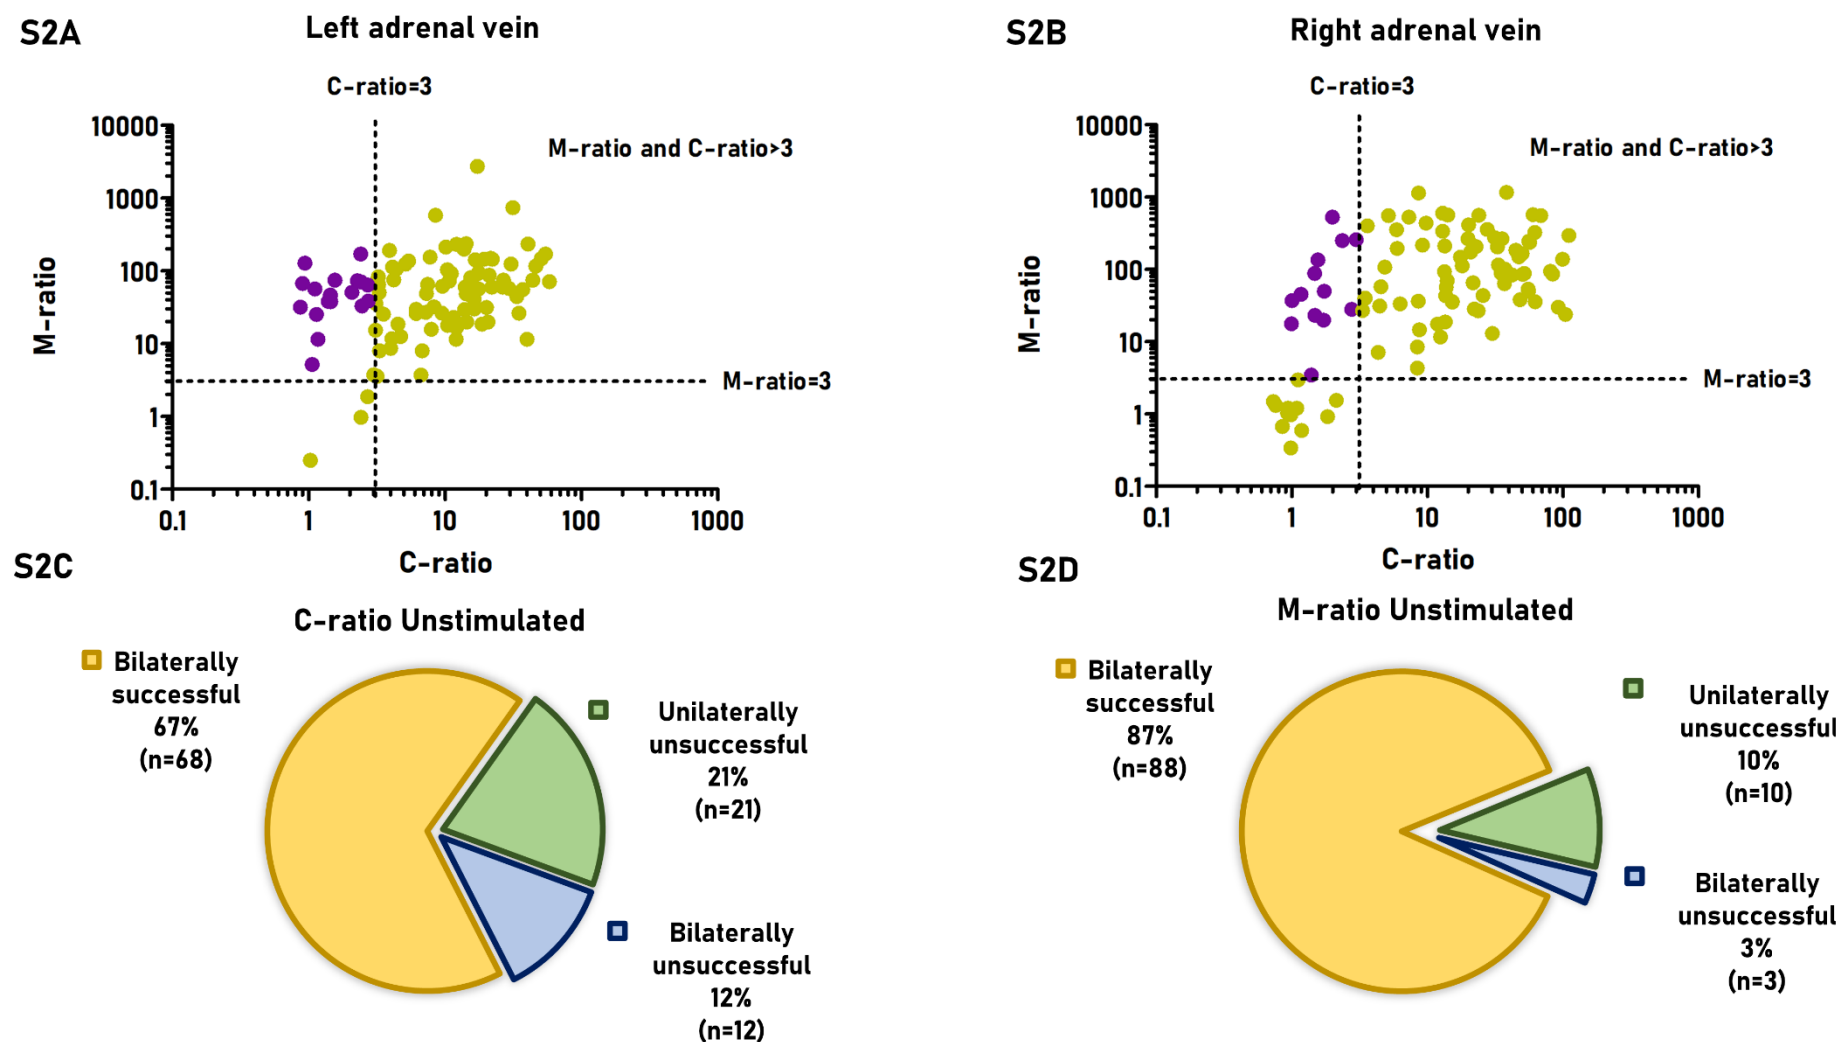 S2A
Left adrenal vein
C-ratio=3
M-ratio and C-ratio>3
10000
1000
100
10
1
0.1
M-ratio
M-ratio=3
0.1
1
10
100
1000
C-ratio
S2B
Right adrenal vein
C-ratio=3
M-ratio and C-ratio>3
10000
1000
100
10
1
0.1
M-ratio
M-ratio=3
0.1
1
10
100
1000
C-ratio
S2C
C-ratio Unstimulated
Bilaterally
successful
67%
(n=68)
Unilaterally
unsuccessful
21%
(n=21)
Bilaterally
unsuccessful
12%
(n=12)
S2D
M-ratio Unstimulated
Bilaterally
successful
87%
(n=88)
Unilaterally
unsuccessful
10%
(n=10)
Bilaterally
unsuccessful
3%
(n=3)